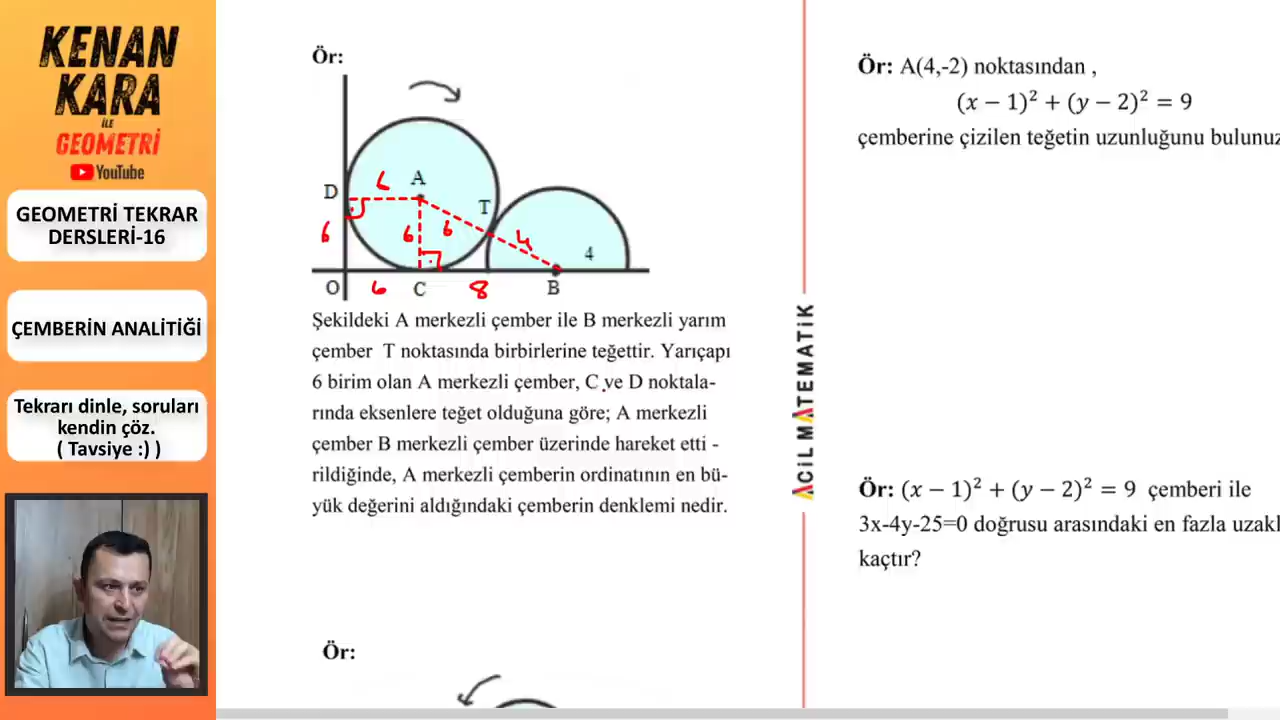 KENAN
KARA
İLE
GEOMETRİ
YouTube
GEOMETRİ TEKRAR
DERSLERİ-16
ÇEMBERİN ANALİTİĞİ
Tekrarı dinle, soruları
kendin çöz.
( Tavsiye :) )
Ör:
D
6
A
T
6
6
6
4
4
O
6
C
8
B
Şekildeki A merkezli çember ile B merkezli yarım
çember T noktasında birbirlerine teğettir. Yarıçapı
6 birim olan A merkezli çember, C ve D noktala-
rında eksenlere teğet olduğuna göre; A merkezli
çember B merkezli çember üzerinde hareket etti -
rildiğinde, A merkezli çemberin ordinatının en bü-
yük değerini aldığındaki çemberin denklemi nedir.
Ör:
ACİL MATEMATİK
Ör: A(4,-2) noktasından ,
(x − 1)² + (y − 2)² = 9
çemberine çizilen teğetin uzunluğunu bulunuz
Ör: (x − 1)² + (y − 2)² = 9 çemberi ile
3x-4y-25=0 doğrusu arasındaki en fazla uzakl
kaçtır?